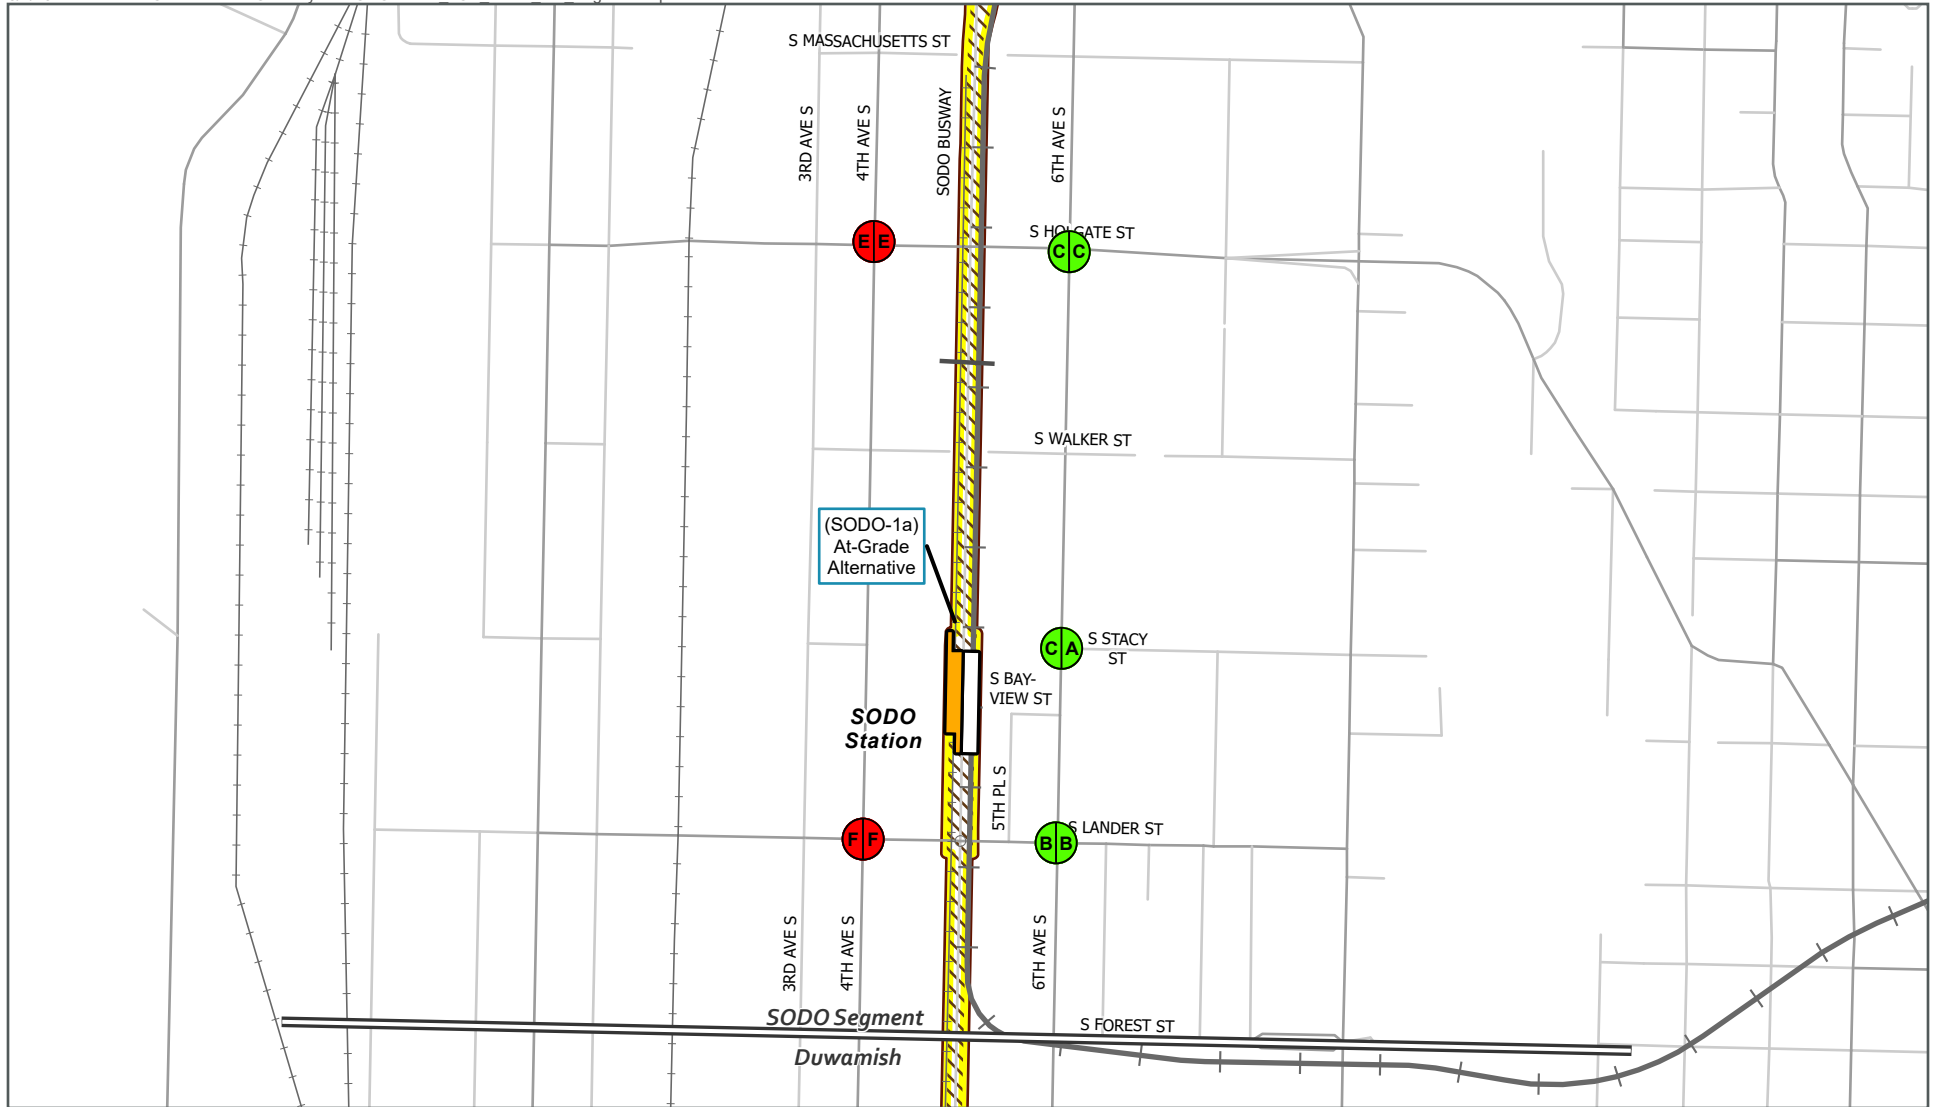 S MASSACHUSETTS ST
3RD AVE S
4TH AVE S
SODO BUSWAY
6TH AVE S
E E
S HOLGATE ST
C C
S WALKER ST
(SODO-1a)
At-Grade
Alternative
C A
S STACY
ST
S BAY-
VIEW ST
SODO
Station
5TH PL S
F F
B B
S LANDER ST
3RD AVE S
4TH AVE S
6TH AVE S
SODO Segment
S FOREST ST
Duwamish